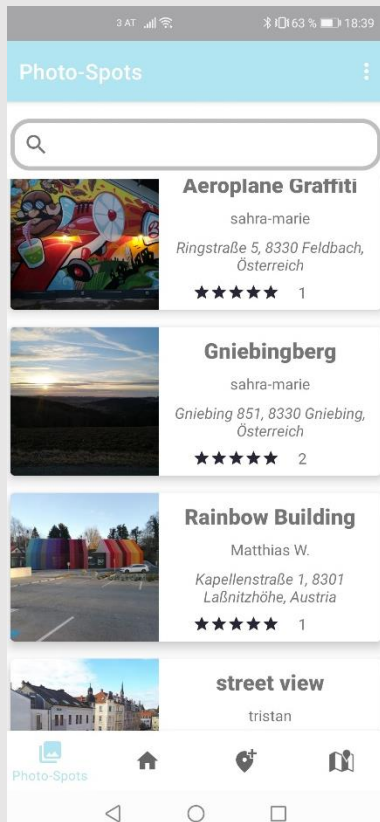 3 AT 63 % 18:39
Photo-Spots
Aeroplane Graffiti
sahra-marie
Ringstraße 5, 8330 Feldbach,
Österreich
1
Gniebingberg
sahra-marie
Gniebing 851, 8330 Gniebing,
Österreich
2
Rainbow Building
Matthias W.
Kapellenstraße 1, 8301
Laßnitzhöhe, Austria
1
street view
tristan
Photo-Spots